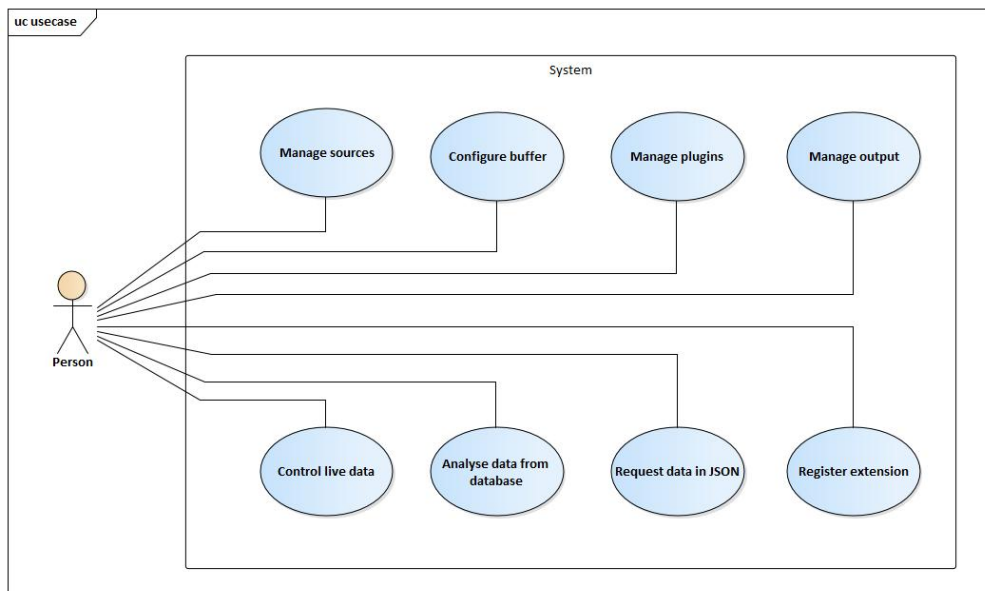 uc usecase
System
Manage sources
Configure buffer
Manage plugins
Manage output
Person
Control live data
Analyse data from
database
Request data in JSON
Register extension